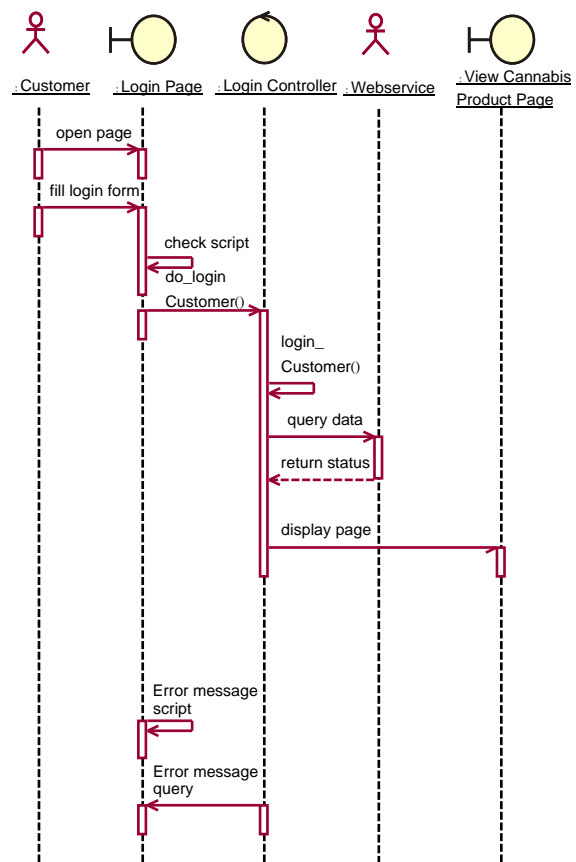 : Customer
: Login Page
: Login Controller
: Webservice
: View Cannabis
Product Page
open page
fill login form
check script
do_login
Customer()
login_
Customer()
query data
return status
display page
Error message
script
Error message
query